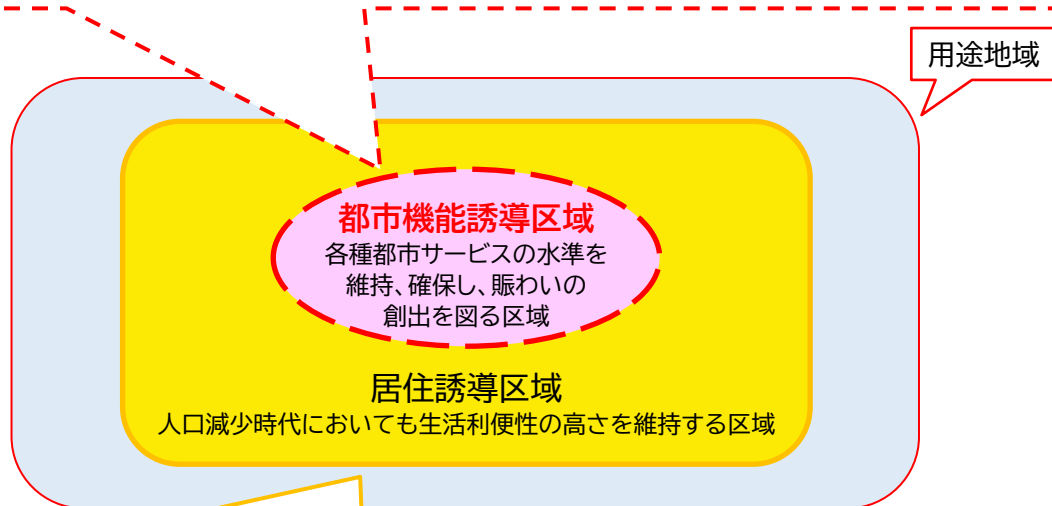 用途地域
都市機能誘導区域
各種都市サービスの水準を
維持、確保し、賑わいの
創出を図る区域
居住誘導区域
人口減少時代においても生活利便性の高さを維持する区域